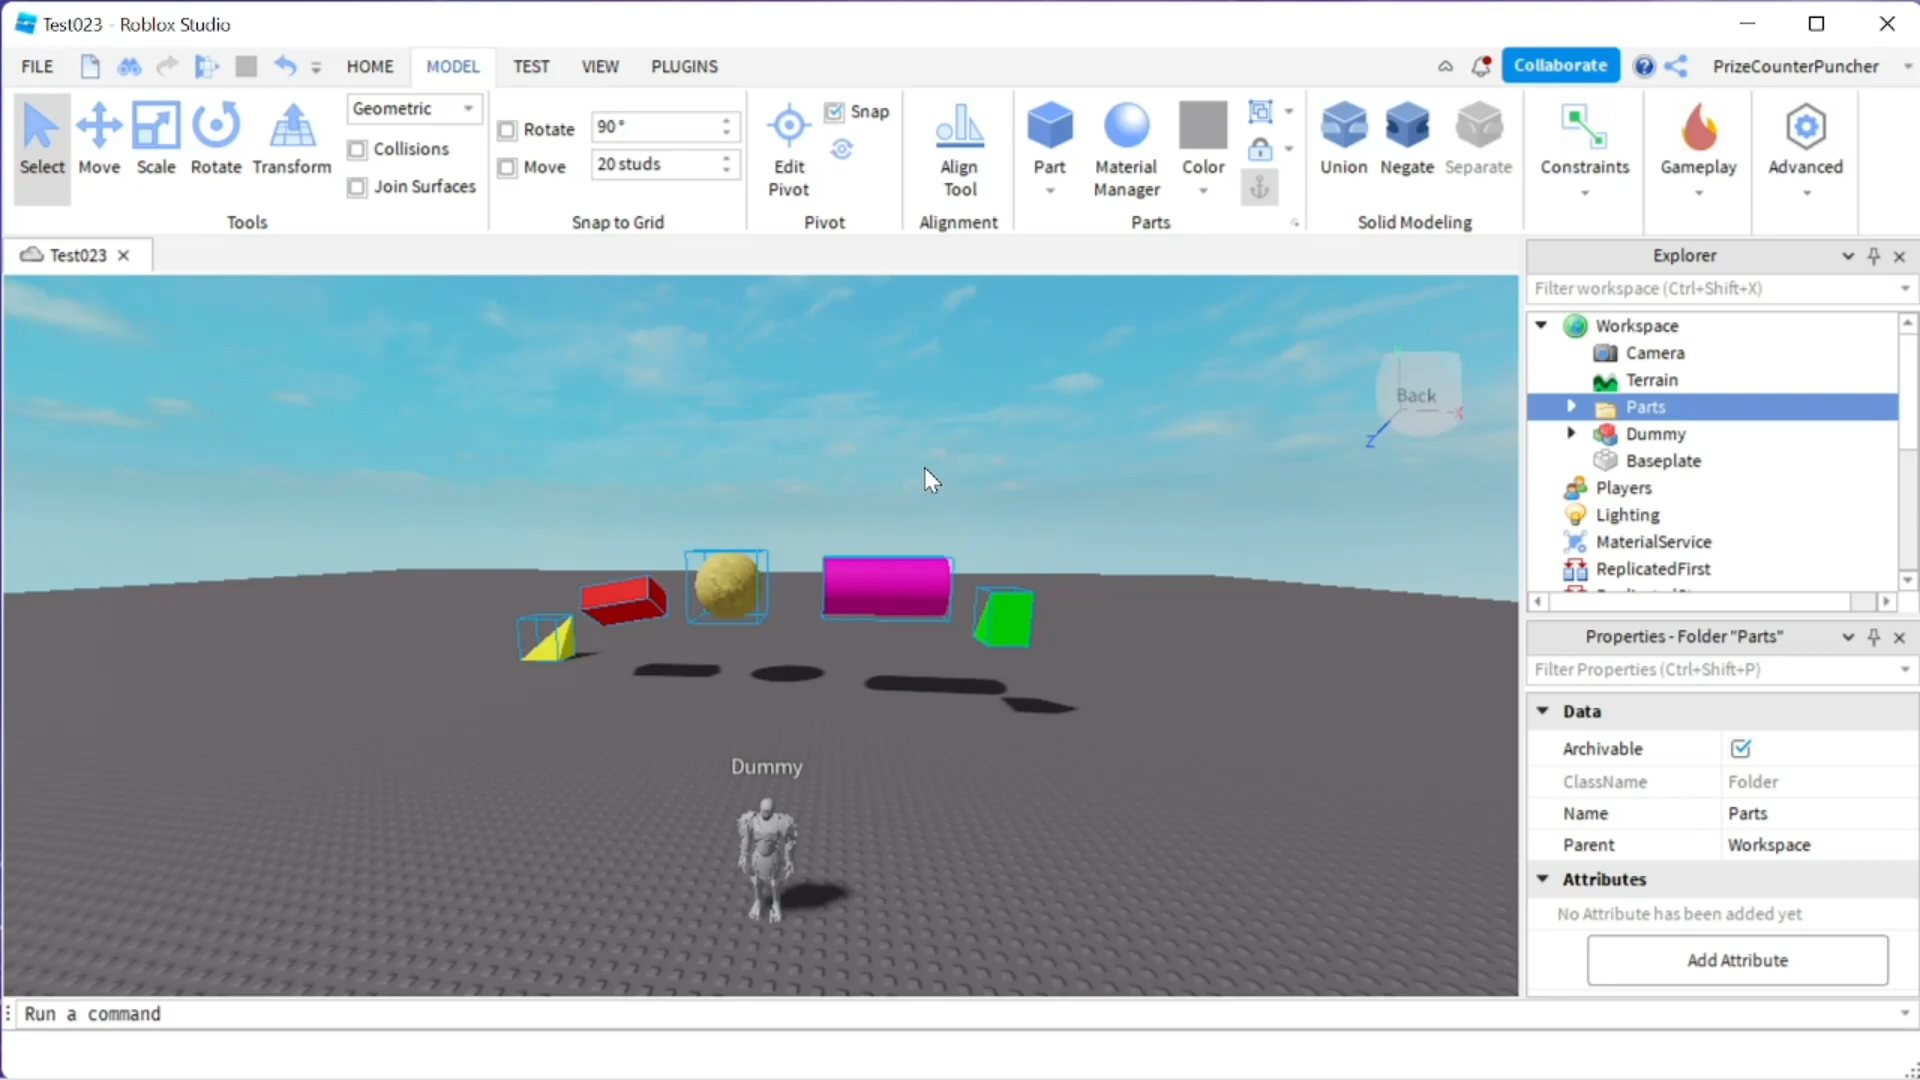 Test023 - Roblox Studio
FILE HOME MODEL TEST VIEW PLUGINS Collaborate PrizeCounterPuncher
Select Move Scale Rotate Transform
Geometric
Collisions
Join Surfaces
Tools
Rotate 90°
Move 20 studs
Snap to Grid
Edit Pivot
Snap
Pivot
Align Tool
Alignment
Part
Material Manager
Color
Parts
Union Negate Separate
Solid Modeling
Constraints
Gameplay
Advanced
Test023
Back
X
Z
Dummy
Explorer
Filter workspace (Ctrl+Shift+X)
Workspace
Camera
Terrain
Parts
Dummy
Baseplate
Players
Lighting
MaterialService
ReplicatedFirst
Properties - Folder "Parts"
Filter Properties (Ctrl+Shift+P)
Data
Archivable
ClassName Folder
Name Parts
Parent Workspace
Attributes
No Attribute has been added yet
Add Attribute
Run a command